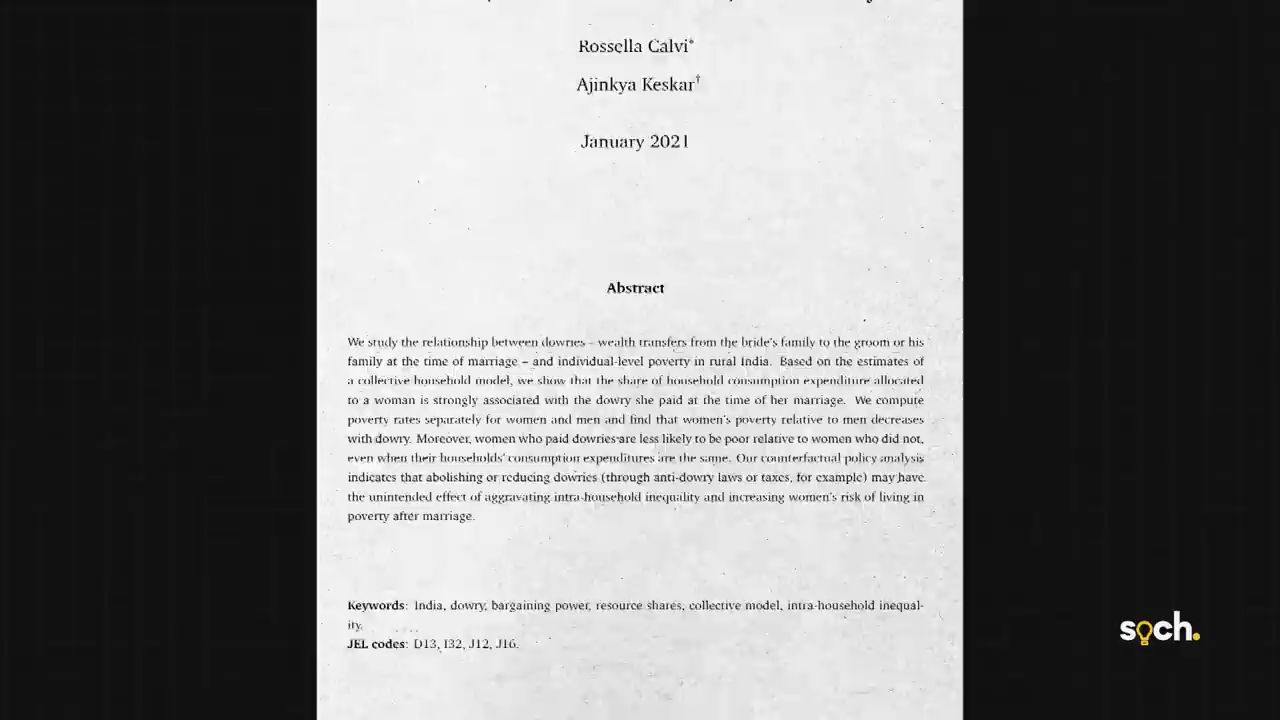 Rossella Calvi*
Ajinkya Keskar†
January 2021
Abstract
We study the relationship between dowries – wealth transfers from the bride's family to the groom or his
family at the time of marriage – and individual-level poverty in rural India. Based on the estimates of
a collective household model, we show that the share of household consumption expenditure allocated
to a woman is strongly associated with the dowry she paid at the time of her marriage. We compute
poverty rates separately for women and men and find that women's poverty relative to men decreases
with dowry. Moreover, women who paid dowries are less likely to be poor relative to women who did not,
even when their households' consumption expenditures are the same. Our counterfactual policy analysis
indicates that abolishing or reducing dowries (through anti-dowry laws or taxes, for example) may have
the unintended effect of aggravating intra-household inequality and increasing women's risk of living in
poverty after marriage.
Keywords: India, dowry, bargaining power, resource shares, collective model, intra-household inequal-
ity.
JEL codes: D13, I32, J12, J16.
soch.